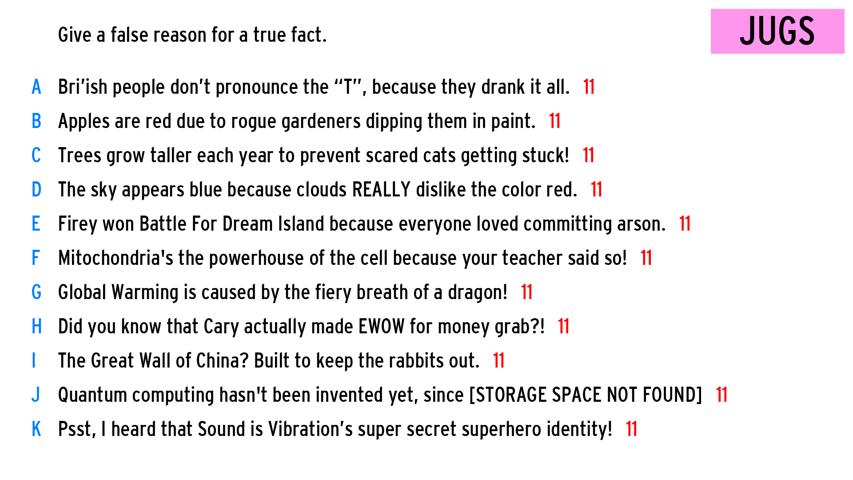 Give a false reason for a true fact.
JUGS
A Bri’ish people don’t pronounce the “T”, because they drank it all. 11
B Apples are red due to rogue gardeners dipping them in paint. 11
C Trees grow taller each year to prevent scared cats getting stuck! 11
D The sky appears blue because clouds REALLY dislike the color red. 11
E Firey won Battle For Dream Island because everyone loved committing arson. 11
F Mitochondria's the powerhouse of the cell because your teacher said so! 11
G Global Warming is caused by the fiery breath of a dragon! 11
H Did you know that Cary actually made EWOW for money grab?! 11
I The Great Wall of China? Built to keep the rabbits out. 11
J Quantum computing hasn't been invented yet, since [STORAGE SPACE NOT FOUND] 11
K Psst, I heard that Sound is Vibration’s super secret superhero identity! 11